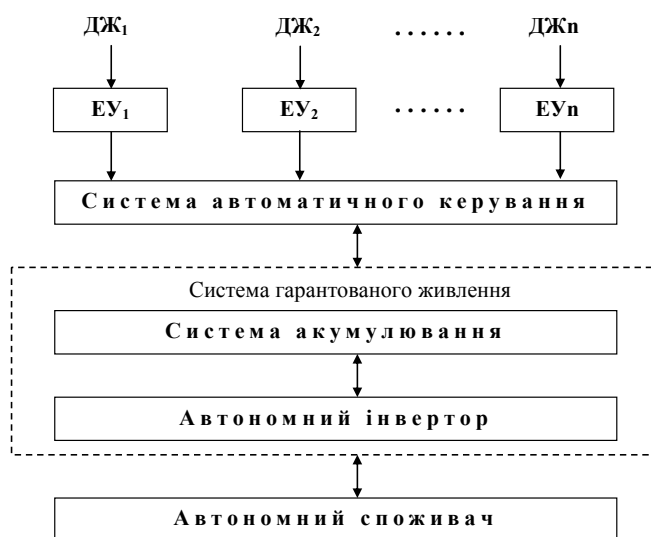 ДЖ₁ ДЖ₂ ...... ДЖn
ЕУ₁ ЕУ₂ ...... ЕУn
Система автоматичного керування
Система гарантованого живлення
Система акумулювання
Автономний інвертор
Автономний споживач